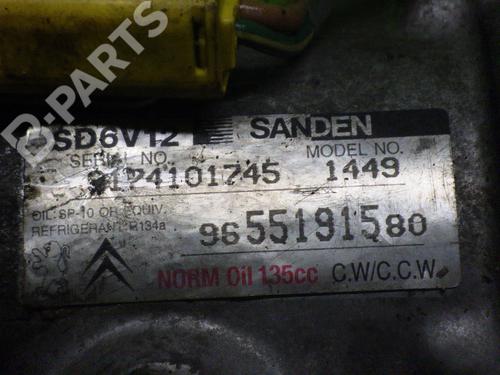 B-PARTS
SD6V12 SANDEN
SERIAL NO. MODEL NO.
3124101745 1449
OIL: SP-10 OR EQUIV.
REFRIGERANT: R134a
9655191580
NORM Oil 135cc C.W/C.C.W.